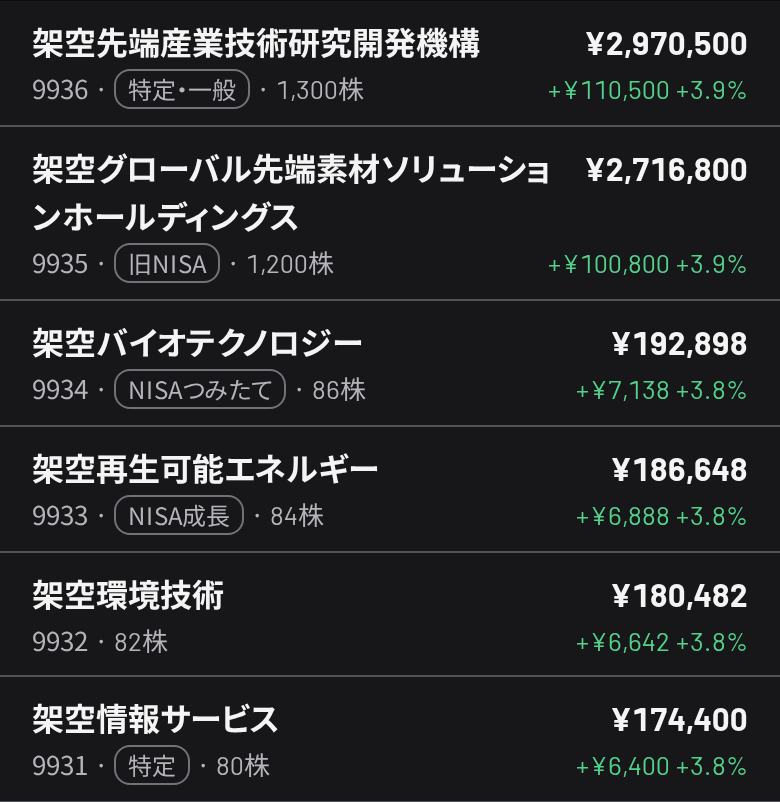 架空先端産業技術研究開発機構 ¥2,970,500
9936 · 特定・一般 · 1,300株 +¥110,500 +3.9%
架空グローバル先端素材ソリューショ ¥2,716,800
ンホールディングス
9935 · 旧NISA · 1,200株 +¥100,800 +3.9%
架空バイオテクノロジー ¥192,898
9934 · NISAつみたて · 86株 +¥7,138 +3.8%
架空再生可能エネルギー ¥186,648
9933 · NISA成長 · 84株 +¥6,888 +3.8%
架空環境技術 ¥180,482
9932 · 82株 +¥6,642 +3.8%
架空情報サービス ¥174,400
9931 · 特定 · 80株 +¥6,400 +3.8%